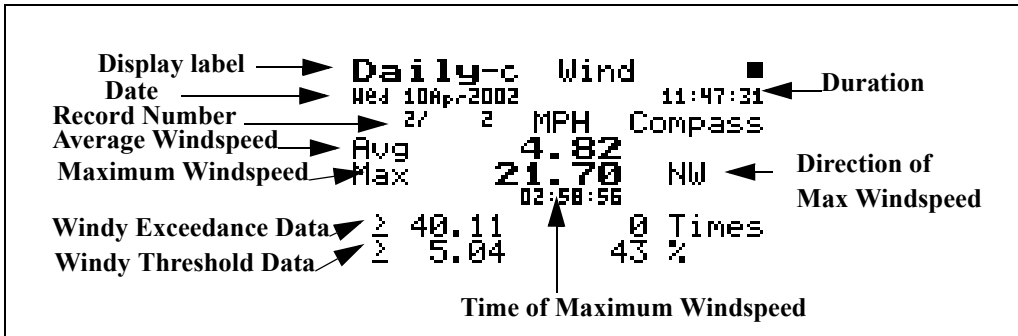 Display label Daily-c Wind
Date Wed 10Apr-2002 11:47:31 Duration
Record Number 2/ 2 MPH Compass
Average Windspeed Avg 4.82
Maximum Windspeed Max 21.70 NW Direction of
Max Windspeed
02:58:56
Windy Exceedance Data ≥ 40.11 0 Times
Windy Threshold Data ≥ 5.04 43 %
Time of Maximum Windspeed